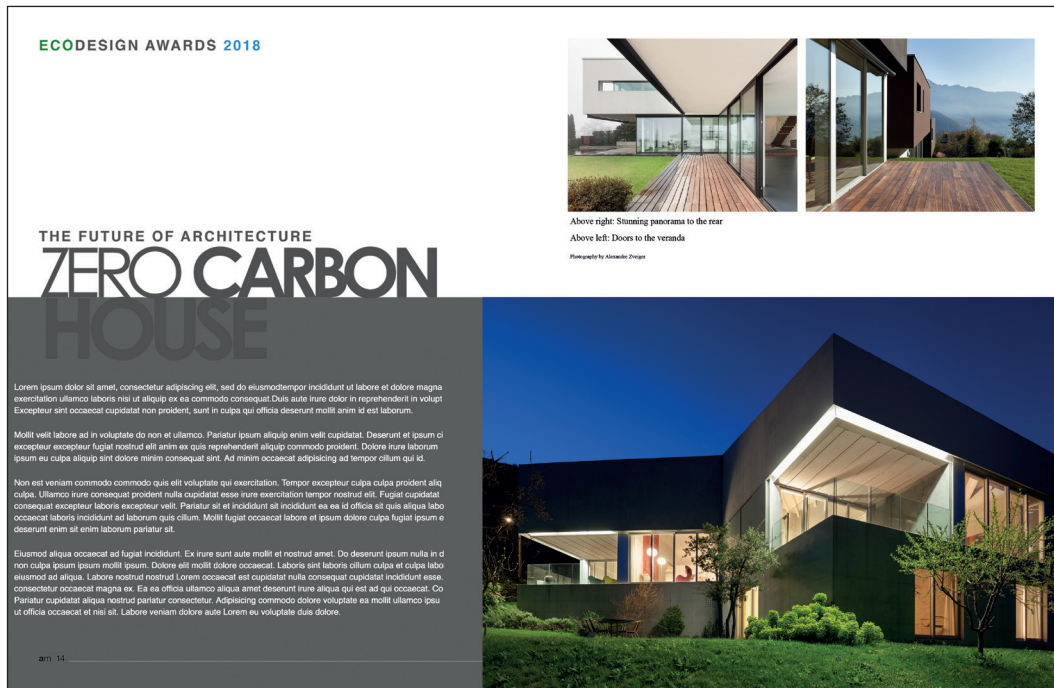 ECODESIGN AWARDS 2018
THE FUTURE OF ARCHITECTURE
ZERO CARBON
HOUSE
Lorem ipsum dolor sit amet, consectetur adipiscing elit, sed do eiusmodtempor incididunt ut labore et dolore magna
exercitation ullamco laboris nisi ut aliquip ex ea commodo consequat.Duis aute irure dolor in reprehenderit in volupt
Excepteur sint occaecat cupidatat non proident, sunt in culpa qui officia deserunt mollit anim id est laborum.
Mollit velit labore ad in voluptate do non et ullamco. Pariatur ipsum aliquip enim velit cupidatat. Deserunt et ipsum ci
excepteur excepteur fugiat nostrud elit anim ex quis reprehenderit aliquip commodo proident. Dolore irure laborum
ipsum eu culpa aliquip sint dolore minim consequat sint. Ad minim occaecat adipisicing ad tempor cillum qui id.
Non est veniam commodo commodo quis elit voluptate qui exercitation. Tempor excepteur culpa culpa proident aliq
culpa. Ullamco irure consequat proident nulla cupidatat esse irure exercitation tempor nostrud elit. Fugiat cupidatat
consequat excepteur laboris excepteur velit. Pariatur sit et incididunt sit incididunt ea ea id officia sit quis aliqua labo
occaecat laboris incididunt ad laborum quis cillum. Mollit fugiat occaecat labore et ipsum dolore culpa fugiat ipsum e
deserunt enim sit enim laborum pariatur sit.
Eiusmod aliqua occaecat ad fugiat incididunt. Ex irure sunt aute mollit et nostrud amet. Do deserunt ipsum nulla in d
non culpa ipsum ipsum mollit ipsum. Dolore elit mollit dolore occaecat. Laboris sint laboris cillum culpa et culpa labo
eiusmod ad aliqua. Labore nostrud nostrud Lorem occaecat est cupidatat nulla consequat cupidatat incididunt esse.
consectetur occaecat magna ex. Ea ea officia ullamco aliqua amet deserunt irure aliqua qui est ad qui occaecat. Co
Pariatur cupidatat aliqua nostrud pariatur consectetur. Adipisicing commodo dolore voluptate ea mollit ullamco ipsu
ut officia occaecat et nisi sit. Labore veniam dolore aute Lorem eu voluptate duis dolore.
am 14
Above right: Stunning panorama to the rear
Above left: Doors to the veranda
Photography by Alexandre Zveiger